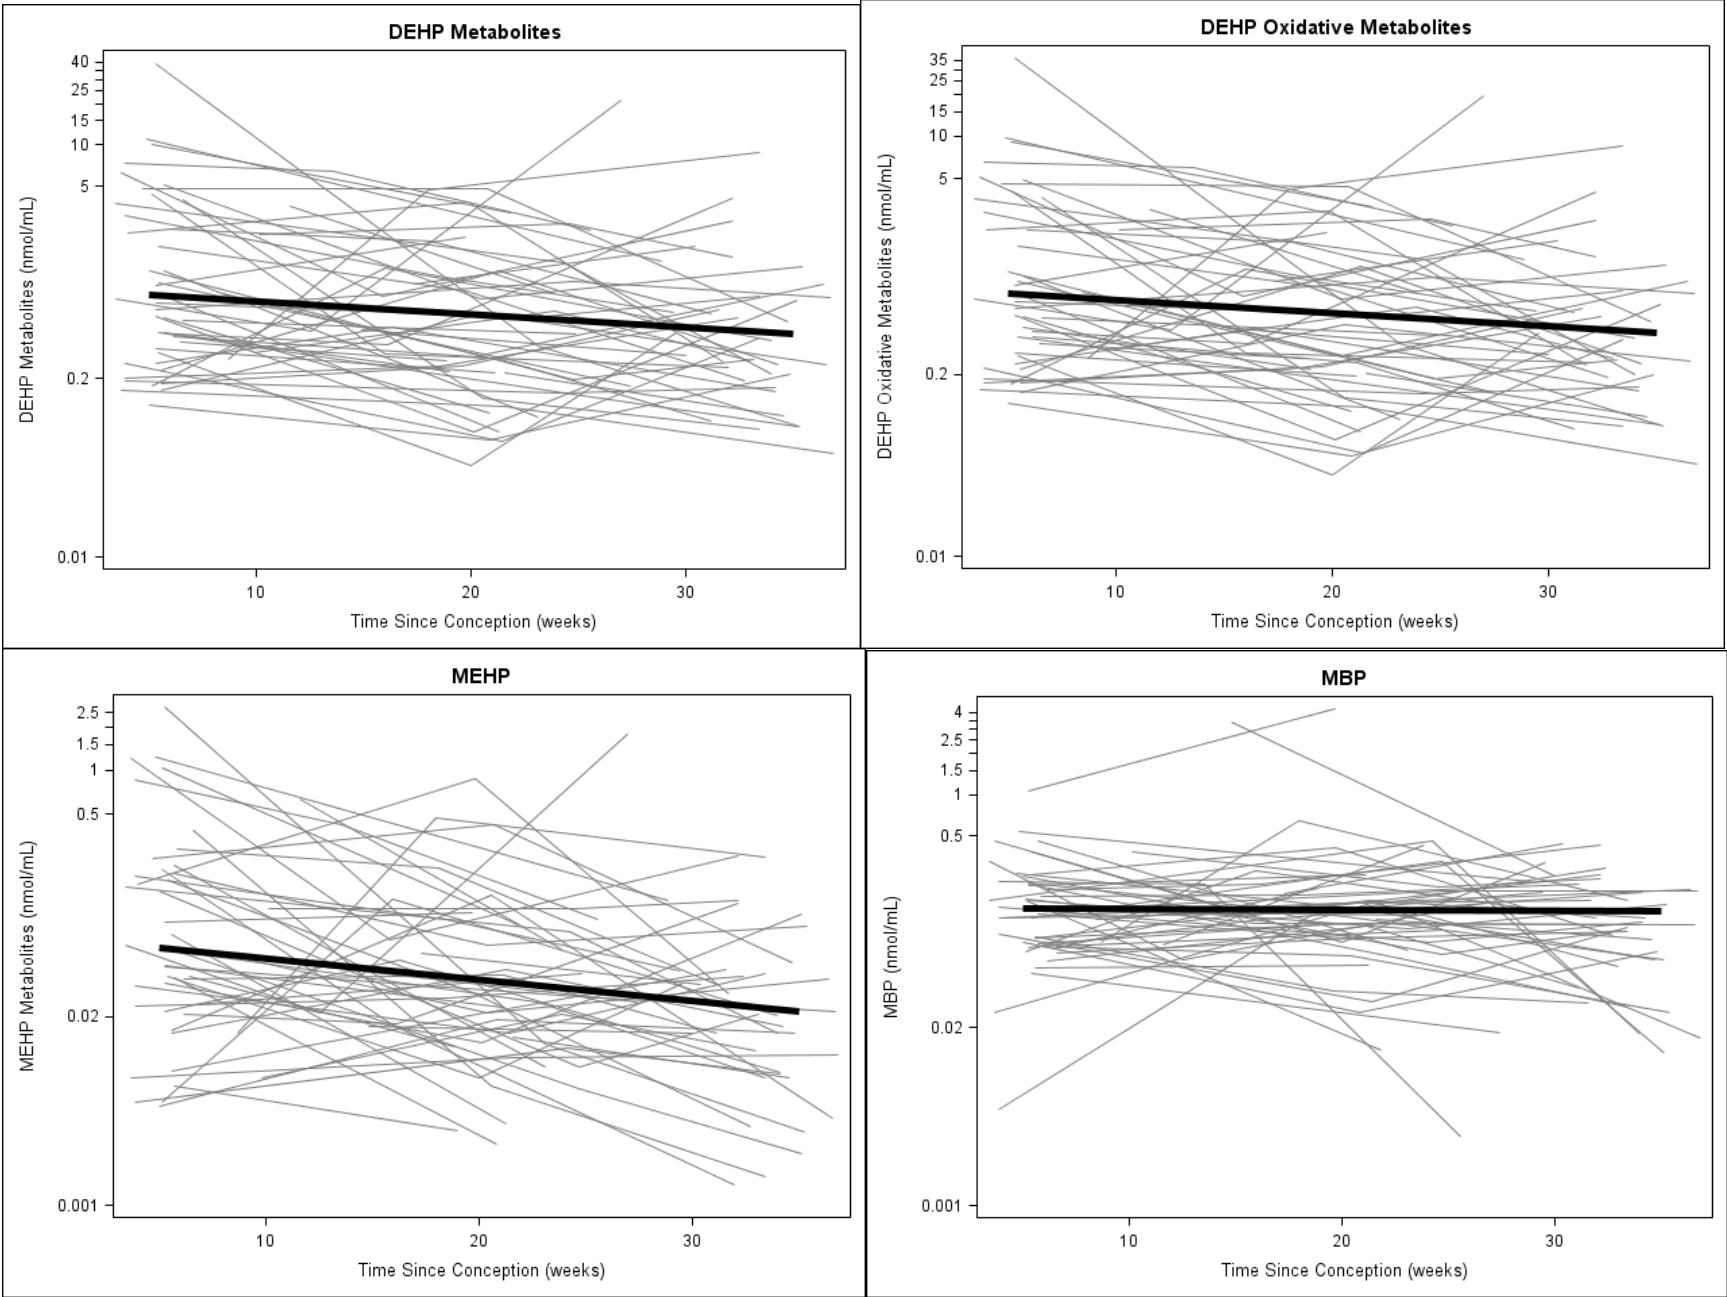 DEHP Metabolites
40
25
15
10
5
0.2
0.01
DEHP Metabolites (nmol/mL)
10 20 30
Time Since Conception (weeks)
DEHP Oxidative Metabolites
35
25
15
10
5
0.2
0.01
DEHP Oxidative Metabolites (nmol/mL)
10 20 30
Time Since Conception (weeks)
MEHP
2.5
1.5
1
0.5
0.02
0.001
MEHP Metabolites (nmol/mL)
10 20 30
Time Since Conception (weeks)
MBP
4
2.5
1.5
1
0.5
0.02
0.001
MBP (nmol/mL)
10 20 30
Time Since Conception (weeks)